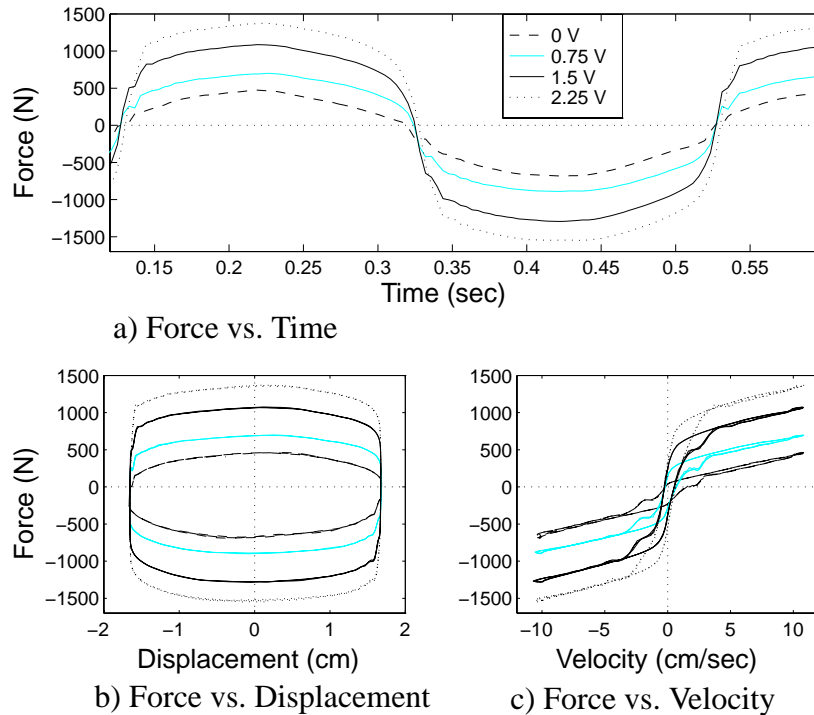 1500
1000
500
0
−500
−1000
−1500
Force (N)
0 V
0.75 V
1.5 V
2.25 V
0.15 0.2 0.25 0.3 0.35 0.4 0.45 0.5 0.55
Time (sec)
a) Force vs. Time
1500
1000
500
0
−500
−1000
−1500
Force (N)
−2 −1 0 1 2
Displacement (cm)
b) Force vs. Displacement
1500
1000
500
0
−500
−1000
−1500
−10 −5 0 5 10
Velocity (cm/sec)
c) Force vs. Velocity